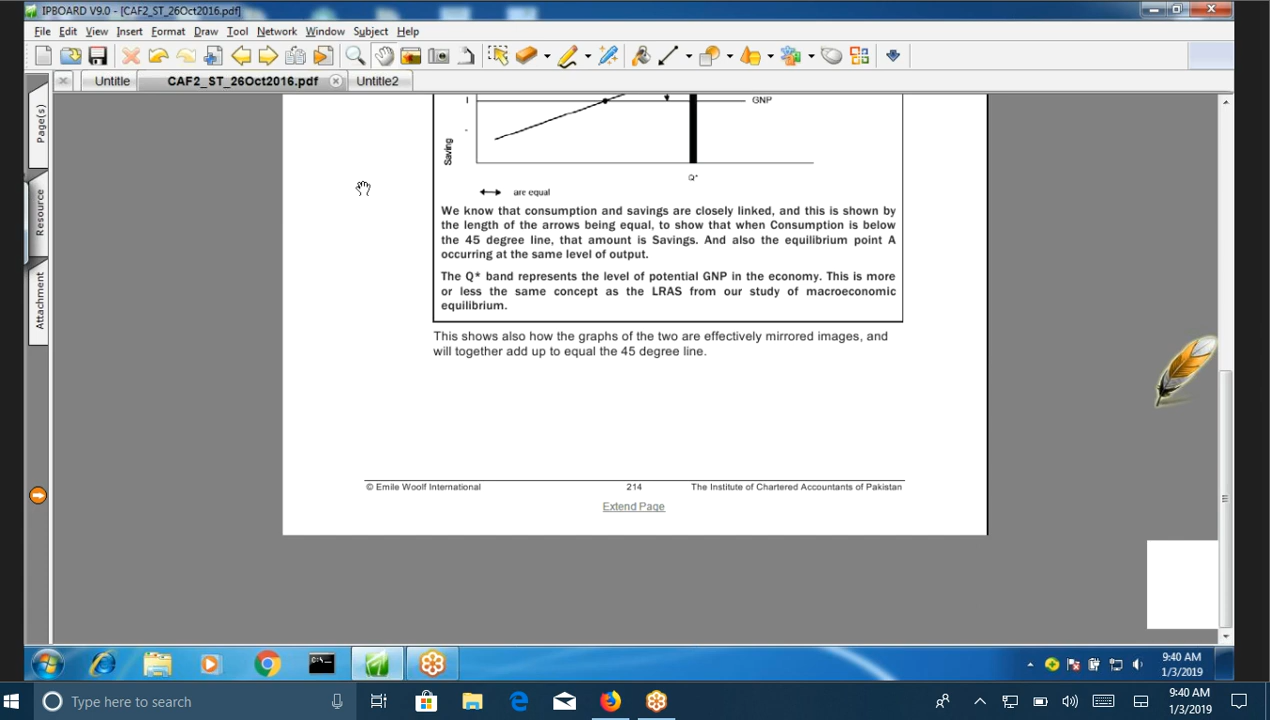 IPBOARD V9.0 - [CAF2_ST_26Oct2016.pdf]
File Edit View Insert Format Draw Tool Network Window Subject Help
Untitle CAF2_ST_26Oct2016.pdf Untitle2
Page(s)
Resource
Attachment
I GNP
Saving
Q*
are equal
We know that consumption and savings are closely linked, and this is shown by
the length of the arrows being equal, to show that when Consumption is below
the 45 degree line, that amount is Savings. And also the equilibrium point A
occurring at the same level of output.
The Q* band represents the level of potential GNP in the economy. This is more
or less the same concept as the LRAS from our study of macroeconomic
equilibrium.
This shows also how the graphs of the two are effectively mirrored images, and
will together add up to equal the 45 degree line.
© Emile Woolf International 214 The Institute of Chartered Accountants of Pakistan
Extend Page
9:40 AM
1/3/2019
Type here to search
9:40 AM
1/3/2019